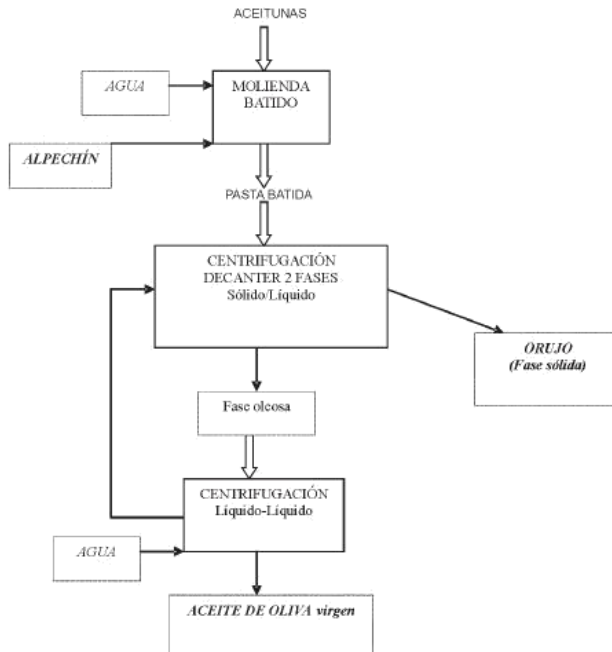 ACEITUNAS
AGUA
MOLIENDA
BATIDO
ALPECHÍN
PASTA BATIDA
CENTRIFUGACIÓN
DECANTER 2 FASES
Sólido/Líquido
ORUJO
(Fase sólida)
Fase oleosa
CENTRIFUGACIÓN
Líquido-Líquido
AGUA
ACEITE DE OLIVA virgen